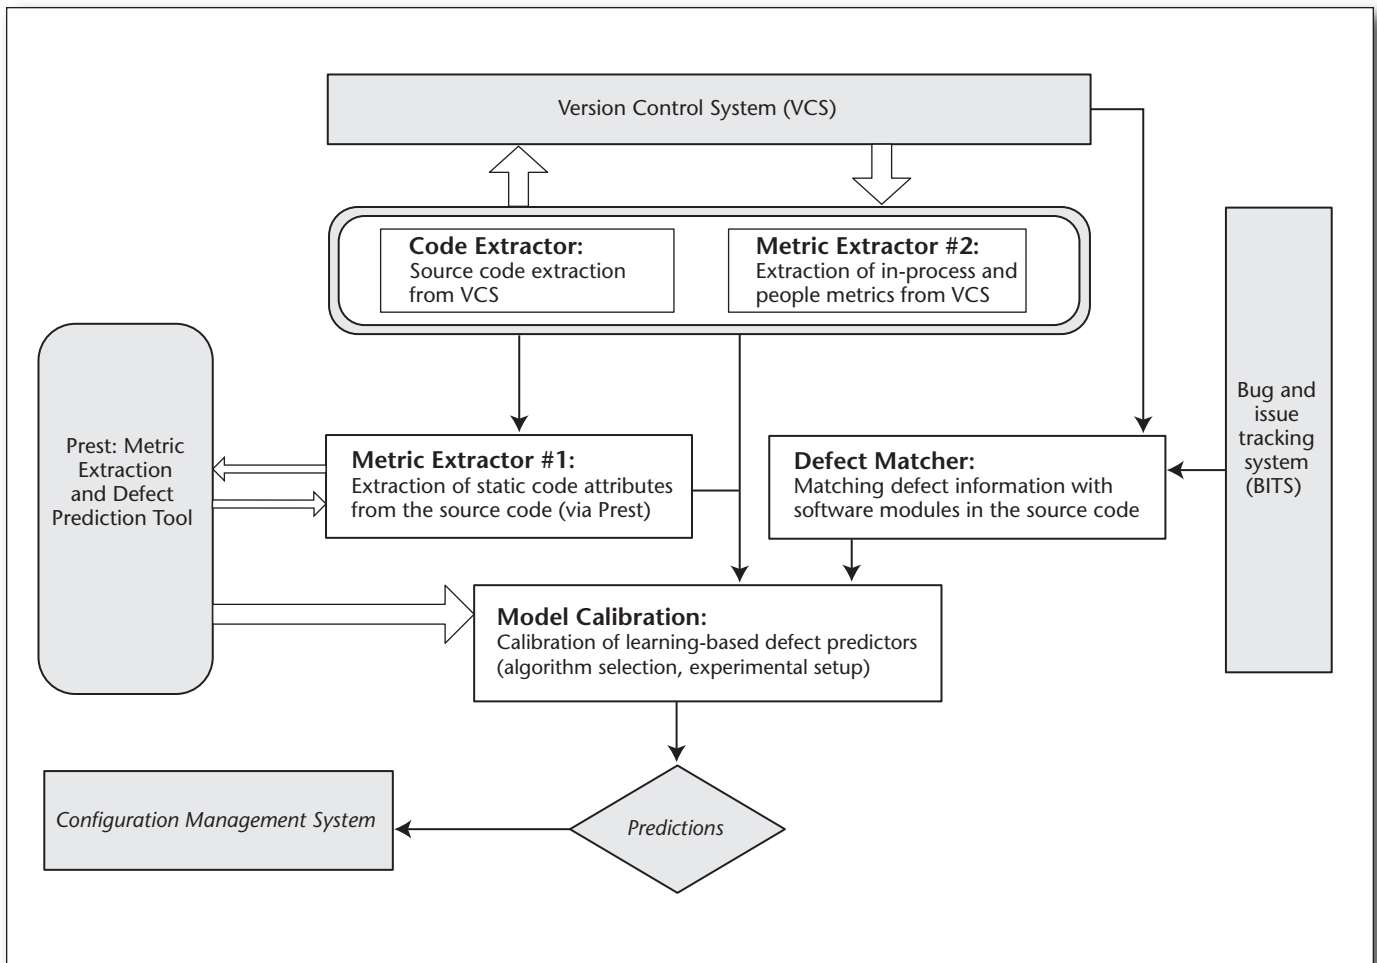 Version Control System (VCS)
Code Extractor:
Source code extraction
from VCS
Metric Extractor #2:
Extraction of in-process and
people metrics from VCS
Prest: Metric
Extraction
and Defect
Prediction Tool
Metric Extractor #1:
Extraction of static code attributes
from the source code (via Prest)
Defect Matcher:
Matching defect information with
software modules in the source code
Bug and
issue
tracking
system
(BITS)
Model Calibration:
Calibration of learning-based defect predictors
(algorithm selection, experimental setup)
Configuration Management System
Predictions